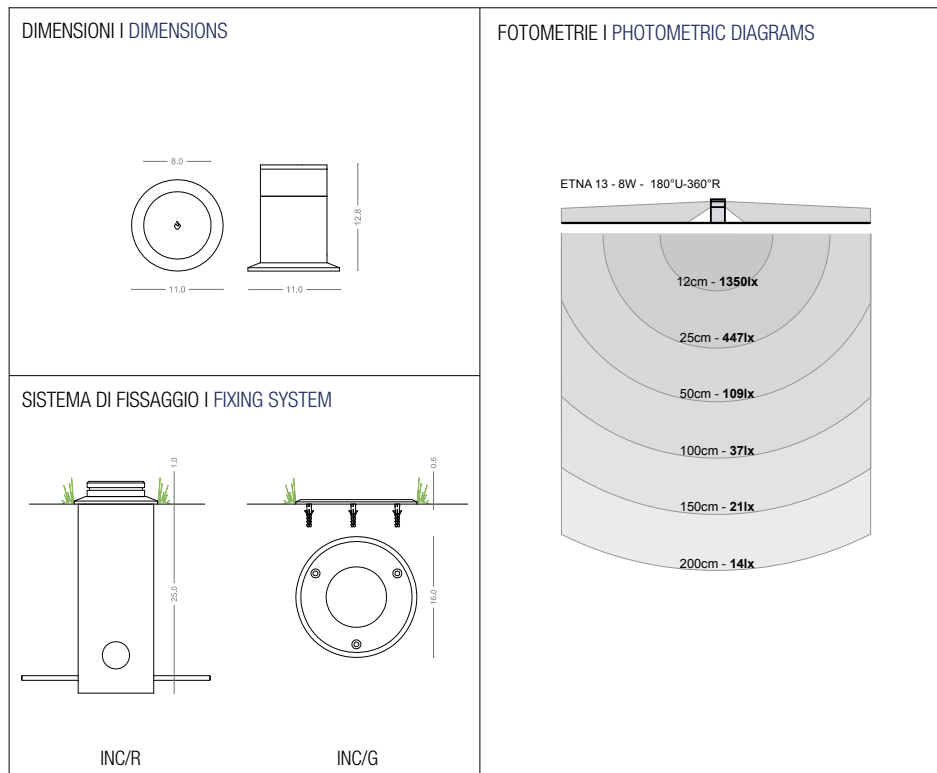 DIMENSIONI I DIMENSIONS
8.0
11.0
11.0
12.8
SISTEMA DI FISSAGGIO I FIXING SYSTEM
1.0
25.0
0.6
16.0
INC/R
INC/G
FOTOMETRIE I PHOTOMETRIC DIAGRAMS
ETNA 13 - 8W - 180°U-360°R
12cm - 1350lx
25cm - 447lx
50cm - 109lx
100cm - 37lx
150cm - 21lx
200cm - 14lx